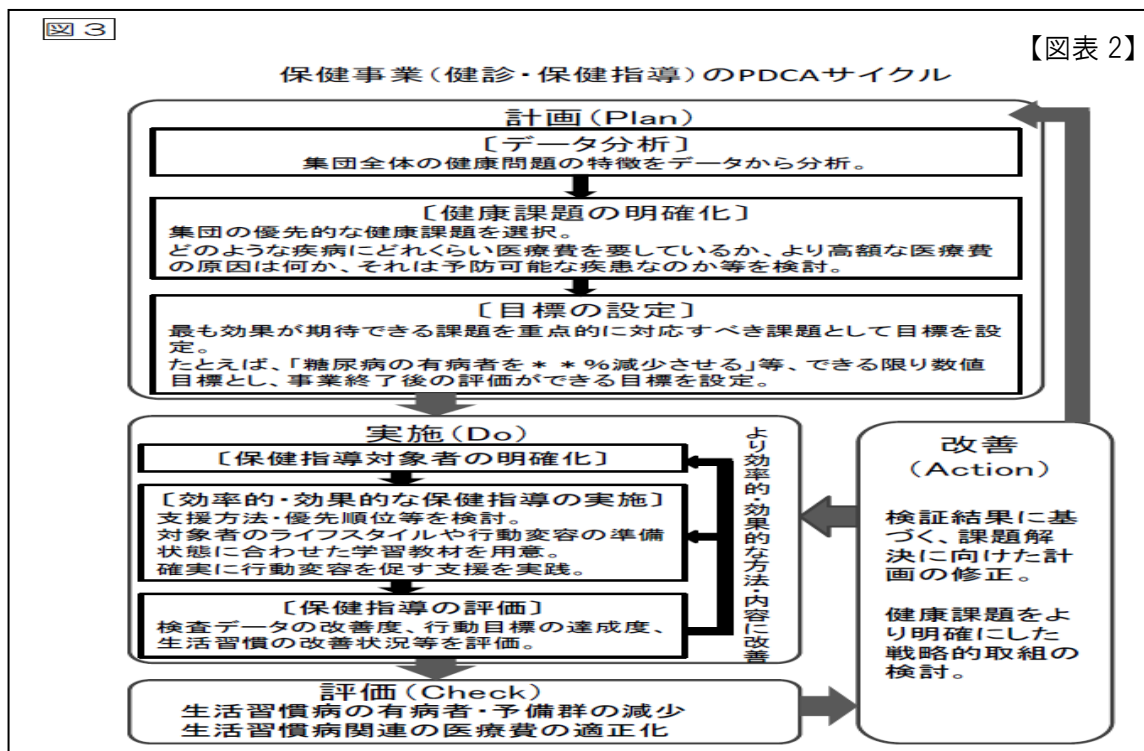 図３
【図表 2】
保健事業(健診・保健指導)のPDCAサイクル
計画(Plan)
〔データ分析〕
集団全体の健康問題の特徴をデータから分析。
〔健康課題の明確化〕
集団の優先的な健康課題を選択。
どのような疾病にどれくらい医療費を要しているか、より高額な医療費
の原因は何か、それは予防可能な疾患なのか等を検討。
〔目標の設定〕
最も効果が期待できる課題を重点的に対応すべき課題として目標を設
定。
たとえば、「糖尿病の有病者を＊＊％減少させる」等、できる限り数値
目標とし、事業終了後の評価ができる目標を設定。
実施(Do)
〔保健指導対象者の明確化〕
〔効率的・効果的な保健指導の実施〕
支援方法・優先順位等を検討。
対象者のライフスタイルや行動変容の準備
状態に合わせた学習教材を用意。
確実に行動変容を促す支援を実践。
〔保健指導の評価〕
検査データの改善度、行動目標の達成度、
生活習慣の改善状況等を評価。
より効率的・効果的な方法・内容に改善
評価(Check)
生活習慣病の有病者・予備群の減少
生活習慣病関連の医療費の適正化
改善
(Action)
検証結果に基
づく、課題解
決に向けた計
画の修正。
健康課題をよ
り明確にした
戦略的取組の
検討。